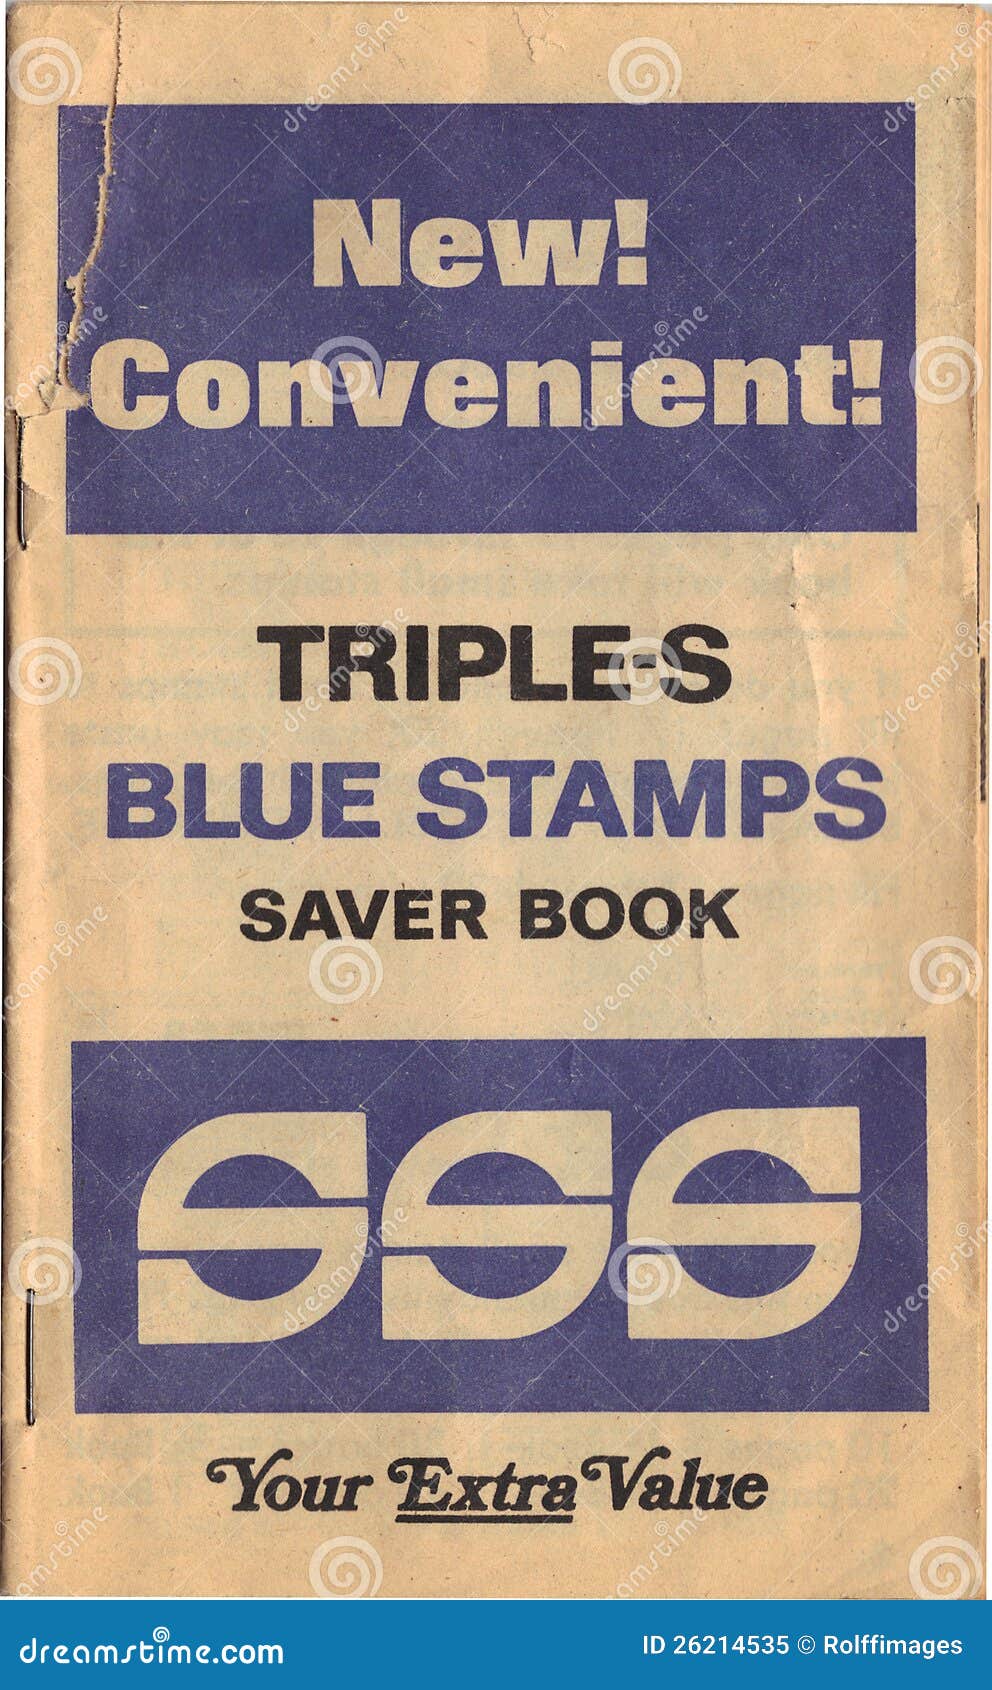 New!
Convenient!
TRIPLE-S
BLUE STAMPS
SAVER BOOK
SSS
Your Extra Value
dreamstime.com
ID 26214535 © Rolffimages